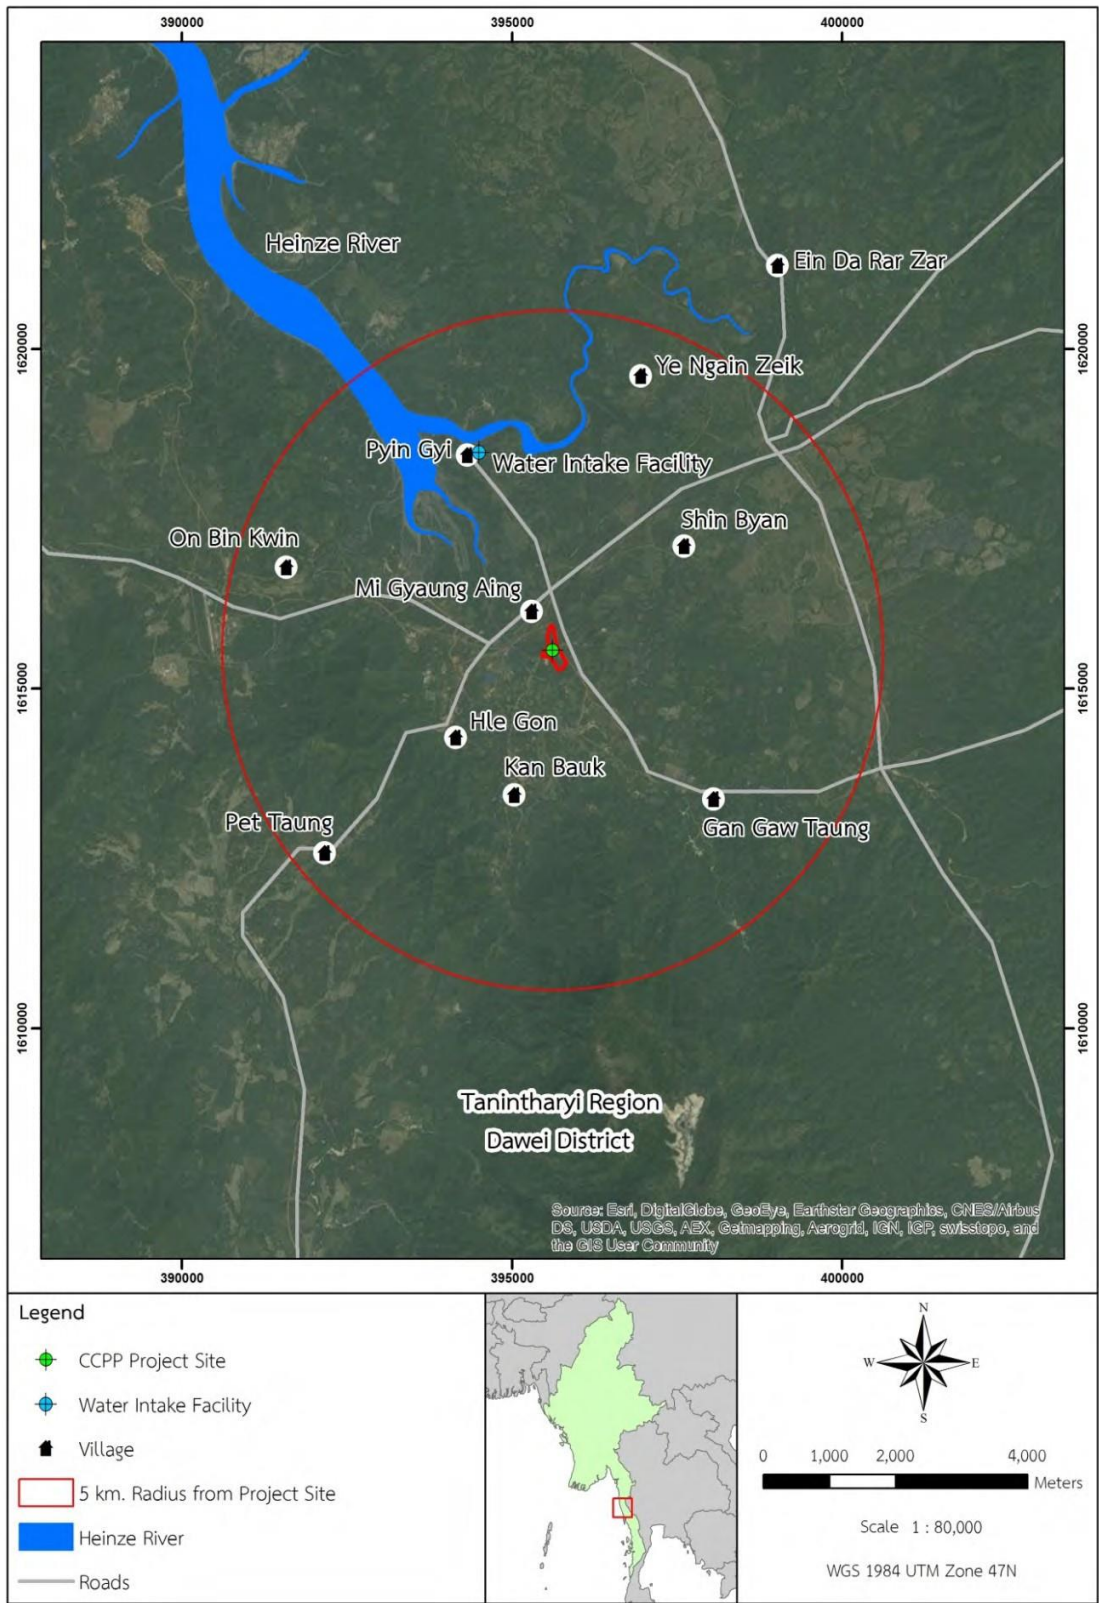 390000
395000
400000
Heinze River
Ein Da Rar Zar
1620000
1620000
Ye Ngain Zeik
Pyin Gyi
Water Intake Facility
Shin Byan
On Bin Kwin
Mi Gyaung Aing
1615000
1615000
Hle Gon
Kan Bauk
Pet Taung
Gan Gaw Taung
1610000
1610000
Tanintharyi Region
Dawei District
Source: Esri, DigitalGlobe, GeoEye, Earthstar Geographics, CNES/Airbus
DS, USDA, USGS, AEX, Getmapping, Aerogrid, IGN, IGP, swisstopo, and
the GIS User Community
390000
395000
400000
Legend
CCPP Project Site
Water Intake Facility
Village
5 km. Radius from Project Site
Heinze River
Roads
N
W
E
S
0 1,000 2,000 4,000
Meters
Scale 1 : 80,000
WGS 1984 UTM Zone 47N